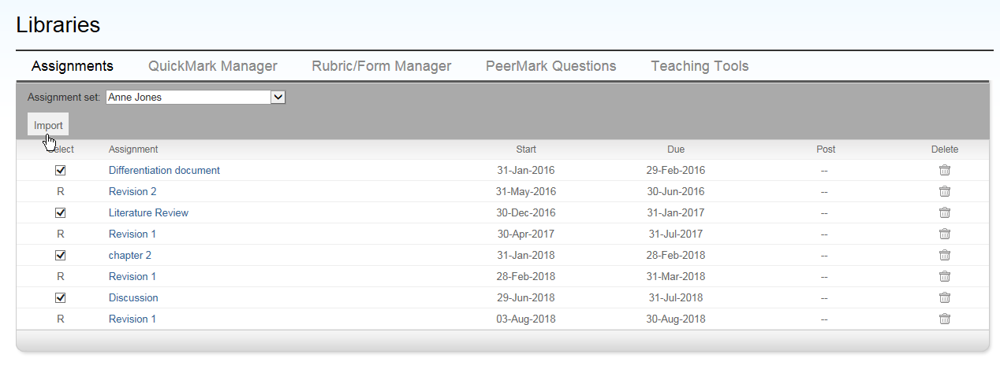 Libraries
Assignments QuickMark Manager Rubric/Form Manager PeerMark Questions Teaching Tools
Assignment set: Anne Jones
Import
Select Assignment Start Due Post Delete
Differentiation document 31-Jan-2016 29-Feb-2016 --
R Revision 2 31-May-2016 30-Jun-2016 --
Literature Review 30-Dec-2016 31-Jan-2017 --
R Revision 1 30-Apr-2017 31-Jul-2017 --
chapter 2 31-Jan-2018 28-Feb-2018 --
R Revision 1 28-Feb-2018 31-Mar-2018 --
Discussion 29-Jun-2018 31-Jul-2018 --
R Revision 1 03-Aug-2018 30-Aug-2018 --